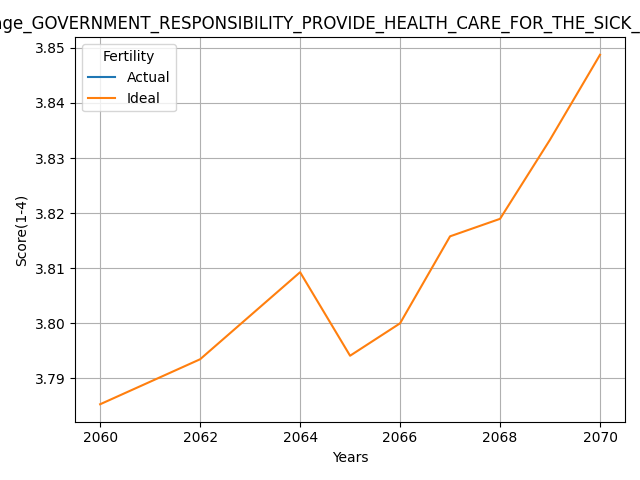 ge_GOVERNMENT_RESPONSIBILITY_PROVIDE_HEALTH_CARE_FOR_THE_SICK_
Fertility
Actual
Ideal
3.85
3.84
3.83
3.82
3.81
3.80
3.79
Score(1-4)
2060
2062
2064
2066
2068
2070
Years